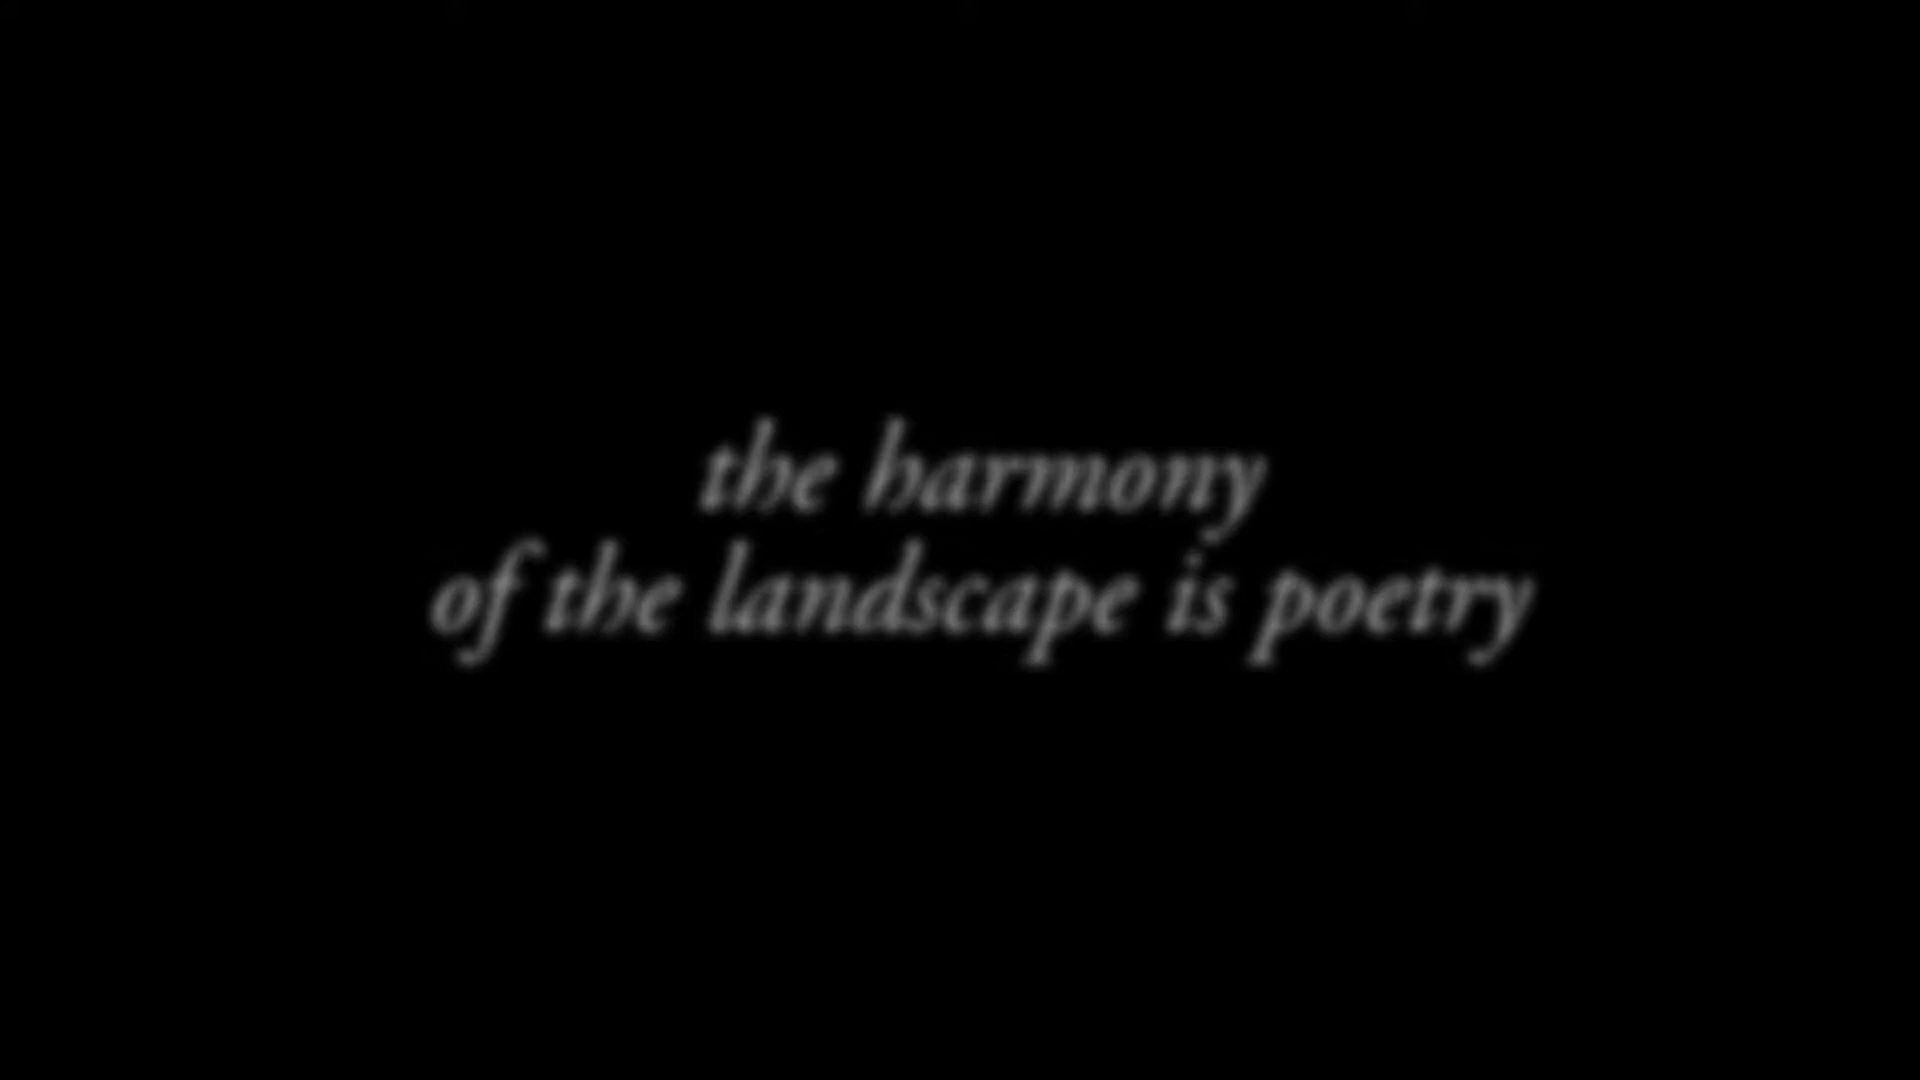 the harmony
of the landscape is poetry